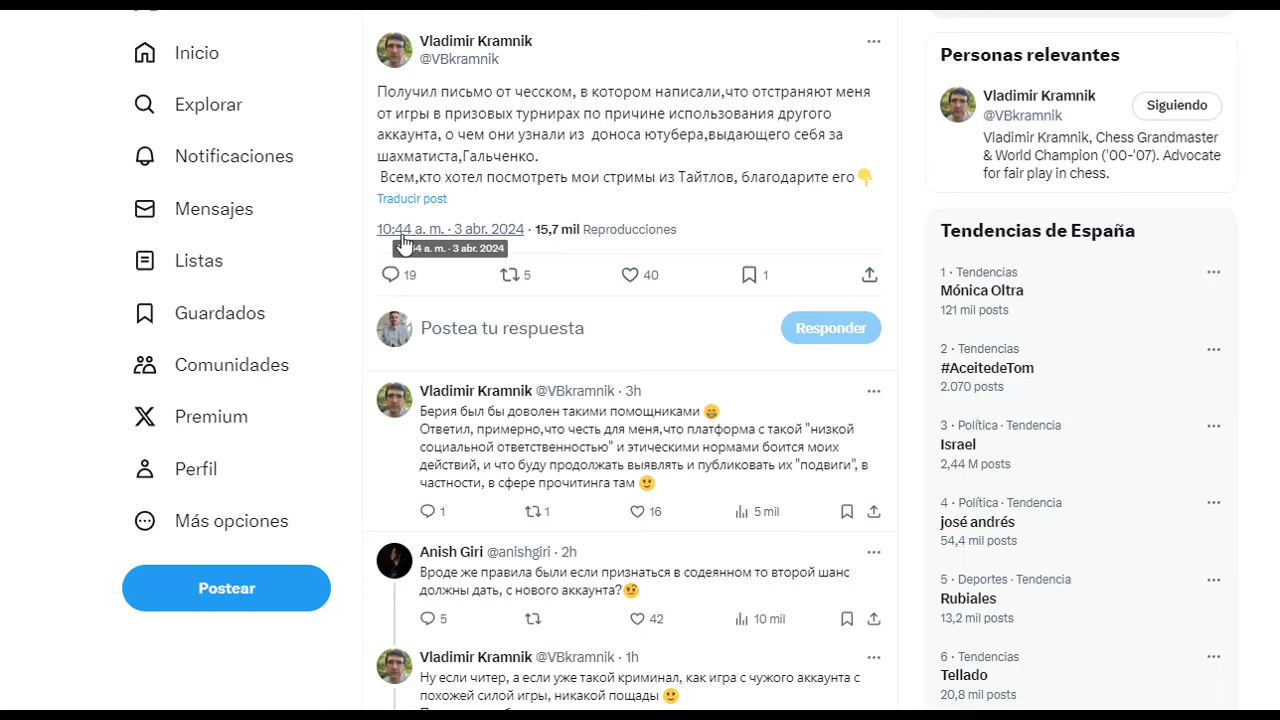 Inicio
Explorar
Notificaciones
Mensajes
Listas
Guardados
Comunidades
Premium
Perfil
Más opciones
Postear
Vladimir Kramnik
@VBkramnik
Получил письмо от чесском, в котором написали,что отстраняют меня
от игры в призовых турнирах по причине использования другого
аккаунта, о чем они узнали из доноса ютубера,выдающего себя за
шахматиста,Гальченко.
Всем,кто хотел посмотреть мои стримы из Тайтлов, благодарите его👇
Traducir post
10:44 a. m. · 3 abr. 2024 · 15,7 mil Reproducciones
4 a. m. · 3 abr. 2024
19 5 40 1
Postea tu respuesta
Responder
Vladimir Kramnik @VBkramnik · 3h
Берия был бы доволен такими помощниками 😁
Ответил, примерно,что честь для меня,что платформа с такой "низкой
социальной ответственностью" и этическими нормами боится моих
действий, и что буду продолжать выявлять и публиковать их "подвиги", в
частности, в сфере прочитинга там 🙂
1 1 16 5 mil
Anish Giri @anishgiri · 2h
Вроде же правила были если признаться в содеянном то второй шанс
должны дать, с нового аккаунта?🤨
5 42 10 mil
Vladimir Kramnik @VBkramnik · 1h
Ну если читер, а если уже такой криминал, как игра с чужого аккаунта с
похожей силой игры, никакой пощады 🙂
Personas relevantes
Vladimir Kramnik
@VBkramnik
Siguiendo
Vladimir Kramnik, Chess Grandmaster
& World Champion ('00-'07). Advocate
for fair play in chess.
Tendencias de España
1 · Tendencias
Mónica Oltra
121 mil posts
2 · Tendencias
#AceitedeTom
2.070 posts
3 · Política · Tendencia
Israel
2,44 M posts
4 · Política · Tendencia
josé andrés
54,4 mil posts
5 · Deportes · Tendencia
Rubiales
13,2 mil posts
6 · Tendencias
Tellado
20,8 mil posts